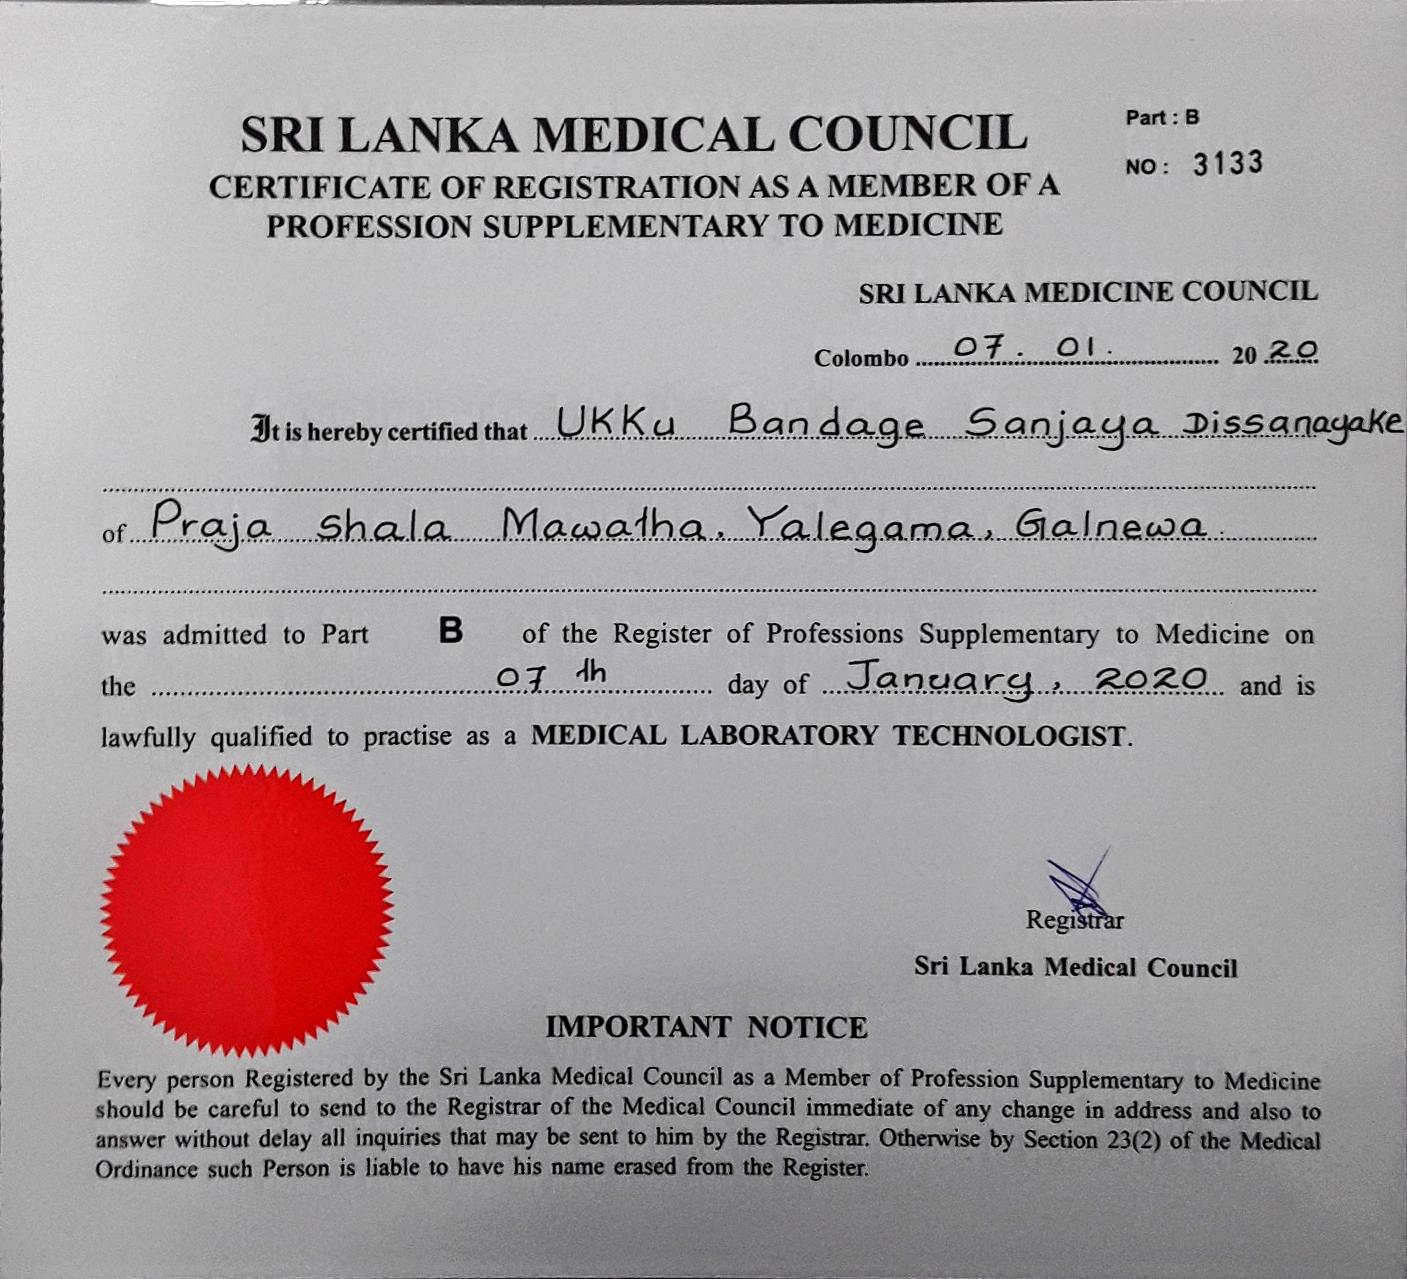 SRI LANKA MEDICAL COUNCIL
Part : B
CERTIFICATE OF REGISTRATION AS A MEMBER OF A
NO : 3133
PROFESSION SUPPLEMENTARY TO MEDICINE
SRI LANKA MEDICINE COUNCIL
Colombo 07. 01. 2020
It is hereby certified that Ukku Bandage Sanjaya Dissanayake
of Praja shala Mawatha, Yalegama, Galnewa.
was admitted to Part B of the Register of Professions Supplementary to Medicine on
the 07 th day of January, 2020 and is
lawfully qualified to practise as a MEDICAL LABORATORY TECHNOLOGIST.
Registrar
Sri Lanka Medical Council
IMPORTANT NOTICE
Every person Registered by the Sri Lanka Medical Council as a Member of Profession Supplementary to Medicine
should be careful to send to the Registrar of the Medical Council immediate of any change in address and also to
answer without delay all inquiries that may be sent to him by the Registrar. Otherwise by Section 23(2) of the Medical
Ordinance such Person is liable to have his name erased from the Register.